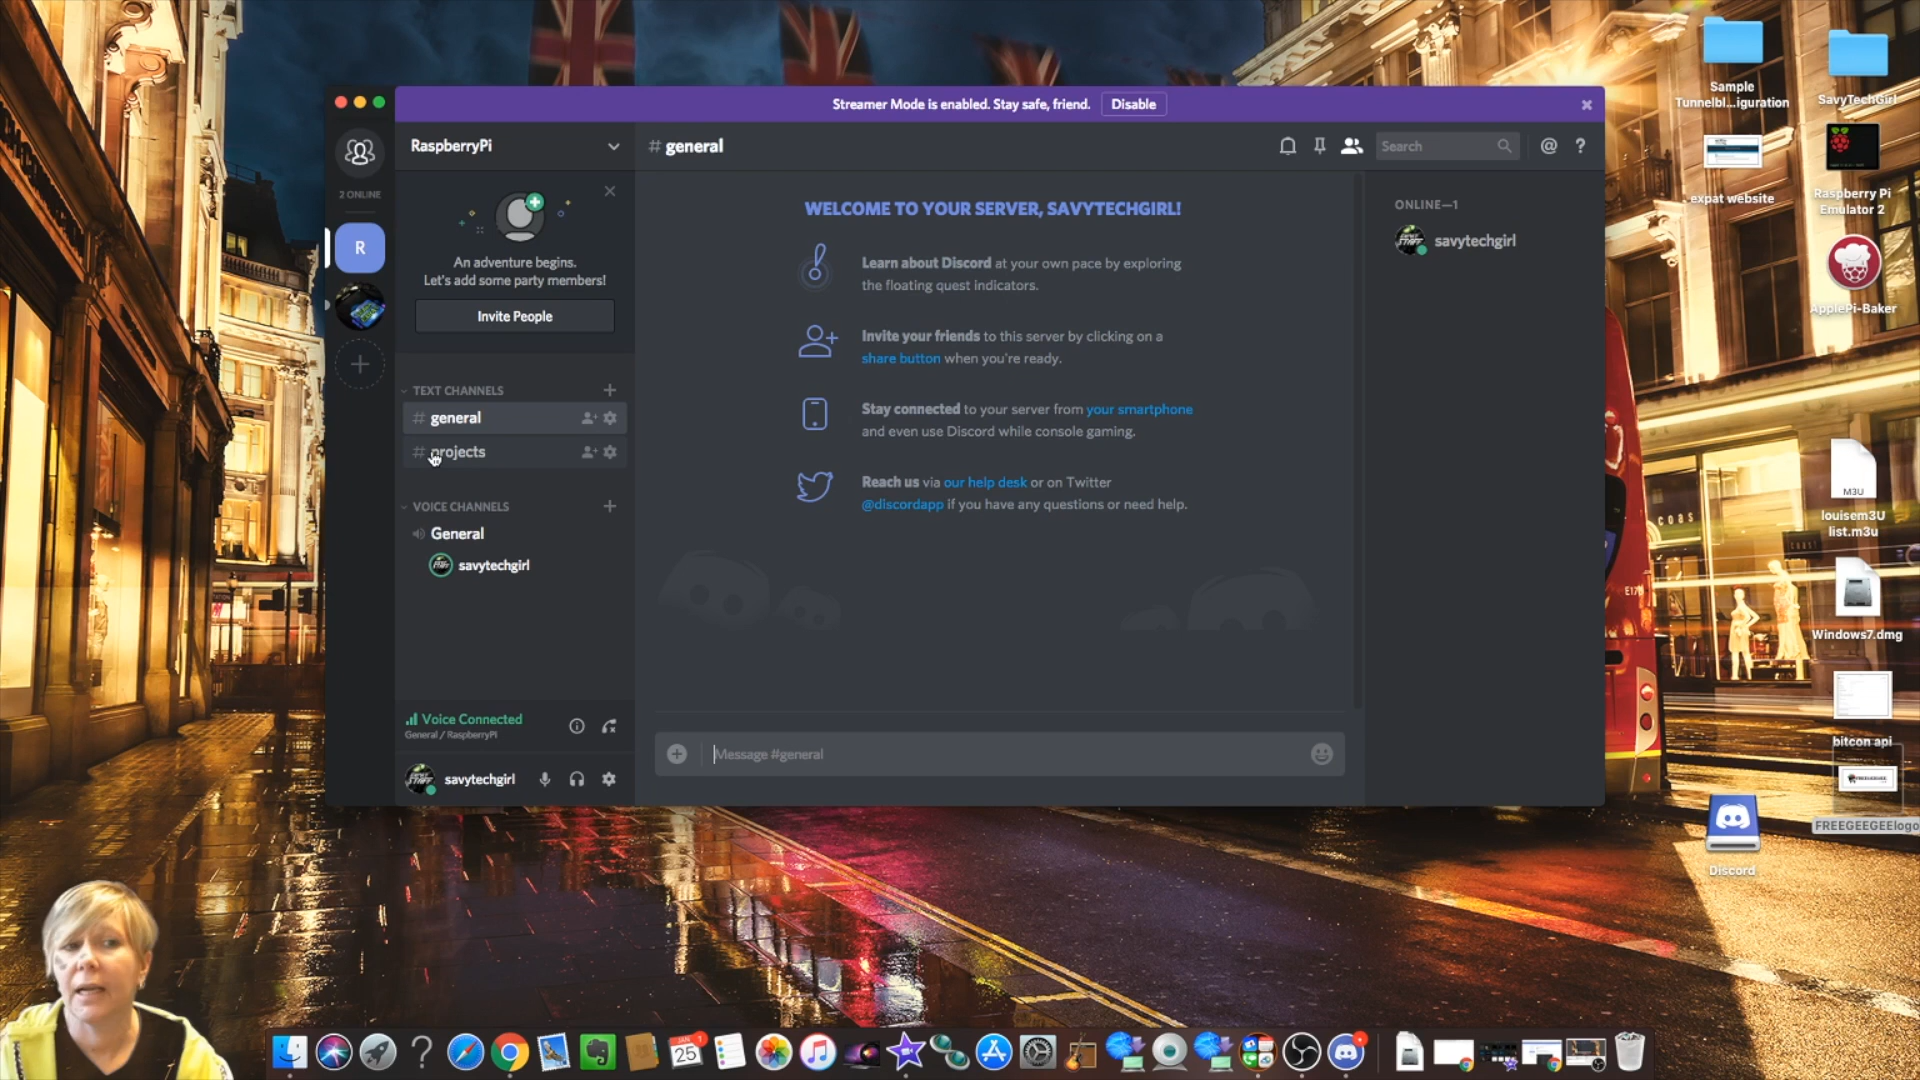 Streamer Mode is enabled. Stay safe, friend.
Disable
RaspberryPi
# general
Search
@
?
2 ONLINE
R
An adventure begins.
Let's add some party members!
Invite People
TEXT CHANNELS
# general
# projects
VOICE CHANNELS
General
savytechgirl
Voice Connected
General / RaspberryPi
savytechgirl
WELCOME TO YOUR SERVER, SAVYTECHGIRL!
Learn about Discord at your own pace by exploring
the floating quest indicators.
Invite your friends to this server by clicking on a
share button when you're ready.
Stay connected to your server from your smartphone
and even use Discord while console gaming.
Reach us via our help desk or on Twitter
@discordapp if you have any questions or need help.
Message #general
ONLINE—1
savytechgirl
Sample
Tunnelbl...iguration
SavyTechGirl
expat website
Raspberry Pi
Emulator 2
ApplePi-Baker
M3U
louisem3U
list.m3u
Windows7.dmg
bitcon api
FREEGEEGEElogo
Discord
JAN
25
1